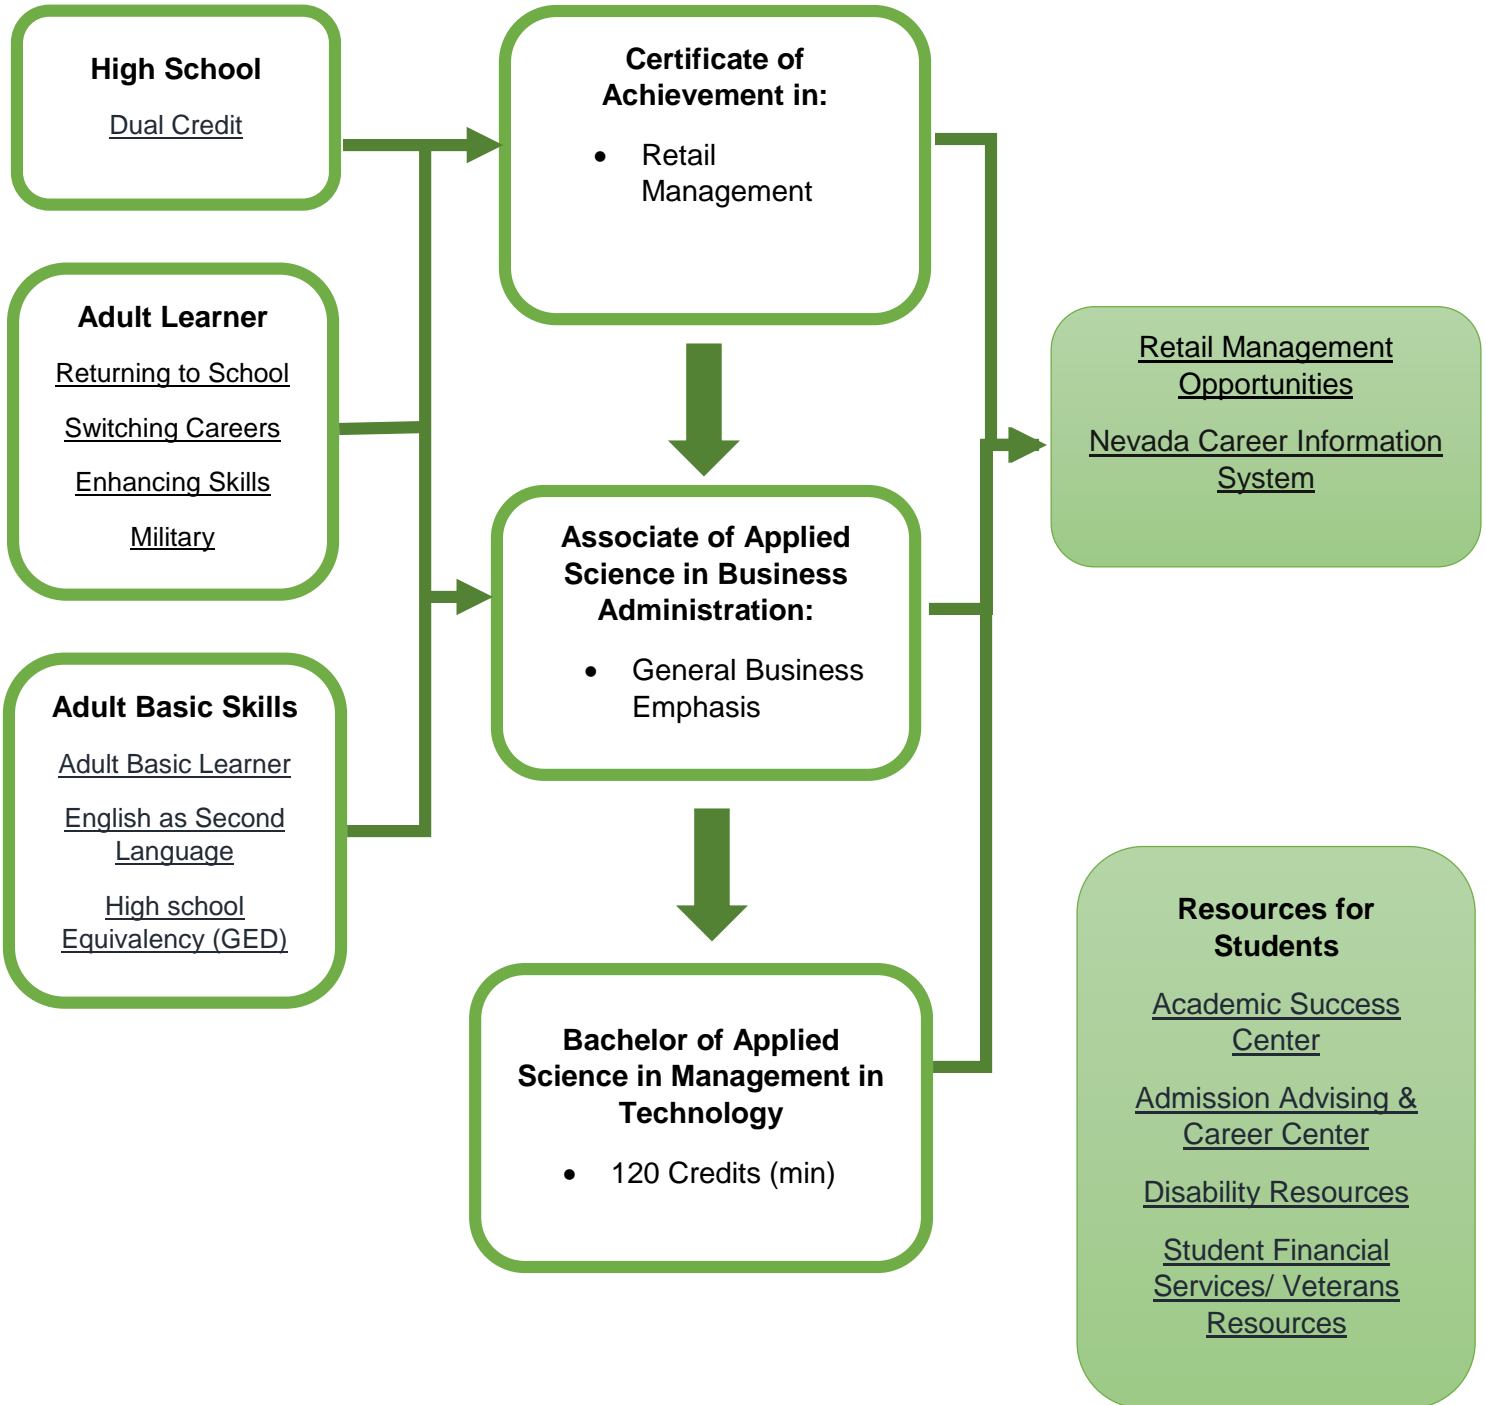 High School
Dual Credit
Adult Learner
Returning to School
Switching Careers
Enhancing Skills
Military
Adult Basic Skills
Adult Basic Learner
English as Second
Language
High school
Equivalency (GED)
Certificate of
Achievement in:
• Retail
Management
Associate of Applied
Science in Business
Administration:
• General Business
Emphasis
Bachelor of Applied
Science in Management in
Technology
• 120 Credits (min)
Retail Management
Opportunities
Nevada Career Information
System
Resources for
Students
Academic Success
Center
Admission Advising &
Career Center
Disability Resources
Student Financial
Services/ Veterans
Resources